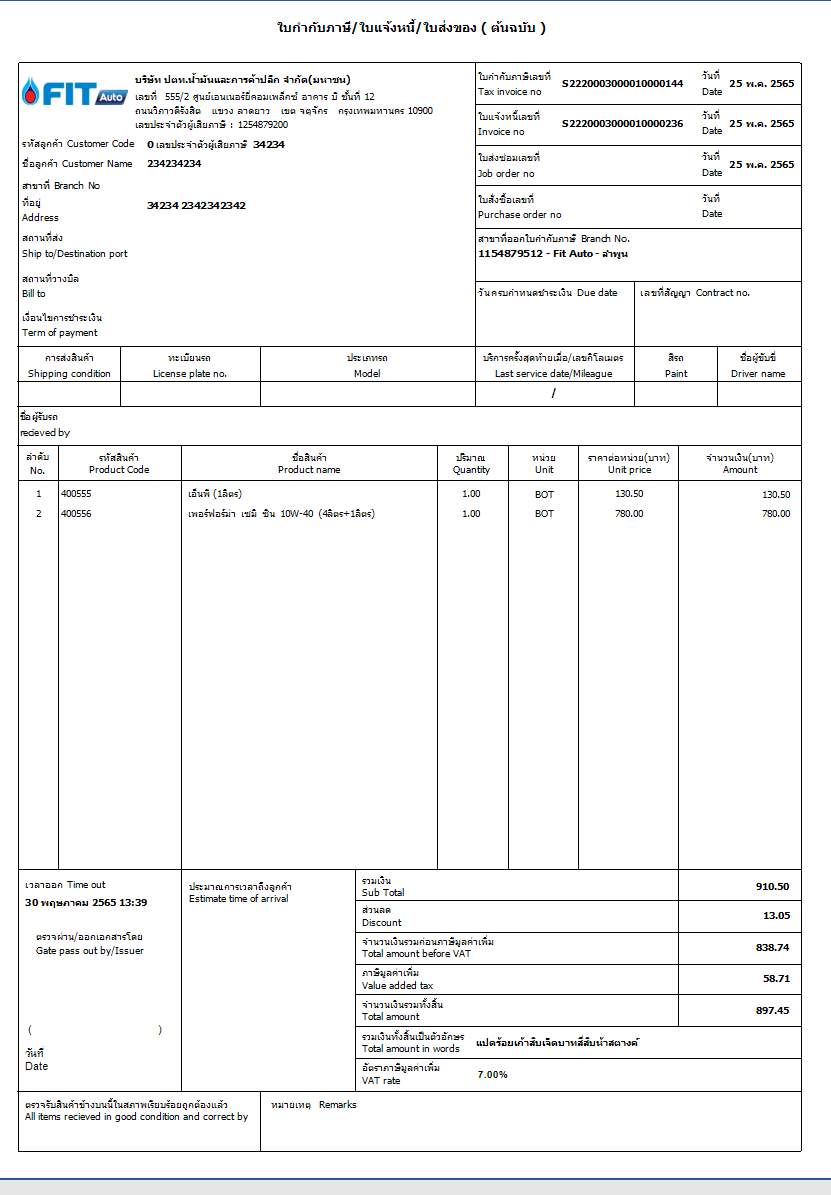 ใบกำกับภาษี/ใบแจ้งหนี้/ใบส่งของ ( ต้นฉบับ )
FIT Auto
บริษัท ปตท.น้ำมันและการค้าปลีก จำกัด(มหาชน)
เลขที่ 555/2 ศูนย์เอนเนอร์ยี่คอมเพล็กซ์ อาคาร บี ชั้นที่ 12
ถนนวิภาวดีรังสิต แขวง ลาดยาว เขต จตุจักร กรุงเทพมหานคร 10900
เลขประจำตัวผู้เสียภาษี : 1254879200
รหัสลูกค้า Customer Code 0 เลขประจำตัวผู้เสียภาษี 34234
ชื่อลูกค้า Customer Name 234234234
สาขาที่ Branch No
ที่อยู่
Address 34234 2342342342
สถานที่ส่ง
Ship to/Destination port
สถานที่วางบิล
Bill to
เงื่อนไขการชำระเงิน
Term of payment
ใบกำกับภาษีเลขที่ วันที่
Tax invoice no S2220003000010000144 Date 25 พ.ค. 2565
ใบแจ้งหนี้เลขที่ วันที่
Invoice no S2220003000010000236 Date 25 พ.ค. 2565
ใบส่งซ่อมเลขที่ วันที่
Job order no Date 25 พ.ค. 2565
ใบสั่งซื้อเลขที่ วันที่
Purchase order no Date
สาขาที่ออกใบกำกับภาษี Branch No.
1154879512 - Fit Auto - ลำพูน
วันครบกำหนดชำระเงิน Due date เลขที่สัญญา Contract no.
การส่งสินค้า ทะเบียนรถ ประเภทรถ บริการครั้งสุดท้ายเมื่อ/เลขกิโลเมตร สีรถ ชื่อผู้ขับขี่
Shipping condition License plate no. Model Last service date/Mileague Paint Driver name
/
ชื่อผู้รับรถ
recieved by
ลำดับ รหัสสินค้า ชื่อสินค้า ปริมาณ หน่วย ราคาต่อหน่วย(บาท) จำนวนเงิน(บาท)
No. Product Code Product name Quantity Unit Unit price Amount
1 400555 เอ็นพี (1ลิตร) 1.00 BOT 130.50 130.50
2 400556 เพอร์ฟอร์ม่า เซมิ ซิน 10W-40 (4ลิตร+1ลิตร) 1.00 BOT 780.00 780.00
เวลาออก Time out
30 พฤษภาคม 2565 13:39
ตรวจผ่าน/ออกเอกสารโดย
Gate pass out by/Issuer
( )
วันที่
Date
ประมาณการเวลาถึงลูกค้า
Estimate time of arrival
รวมเงิน
Sub Total 910.50
ส่วนลด
Discount 13.05
จำนวนเงินรวมก่อนภาษีมูลค่าเพิ่ม
Total amount before VAT 838.74
ภาษีมูลค่าเพิ่ม
Value added tax 58.71
จำนวนเงินรวมทั้งสิ้น
Total amount 897.45
รวมเงินทั้งสิ้นเป็นตัวอักษร
Total amount in words แปดร้อยเก้าสิบเจ็ดบาทสี่สิบห้าสตางค์
อัตราภาษีมูลค่าเพิ่ม
VAT rate 7.00%
ตรวจรับสินค้าข้างบนนี้ในสภาพเรียบร้อยถูกต้องแล้ว
All items recieved in good condition and correct by
หมายเหตุ Remarks